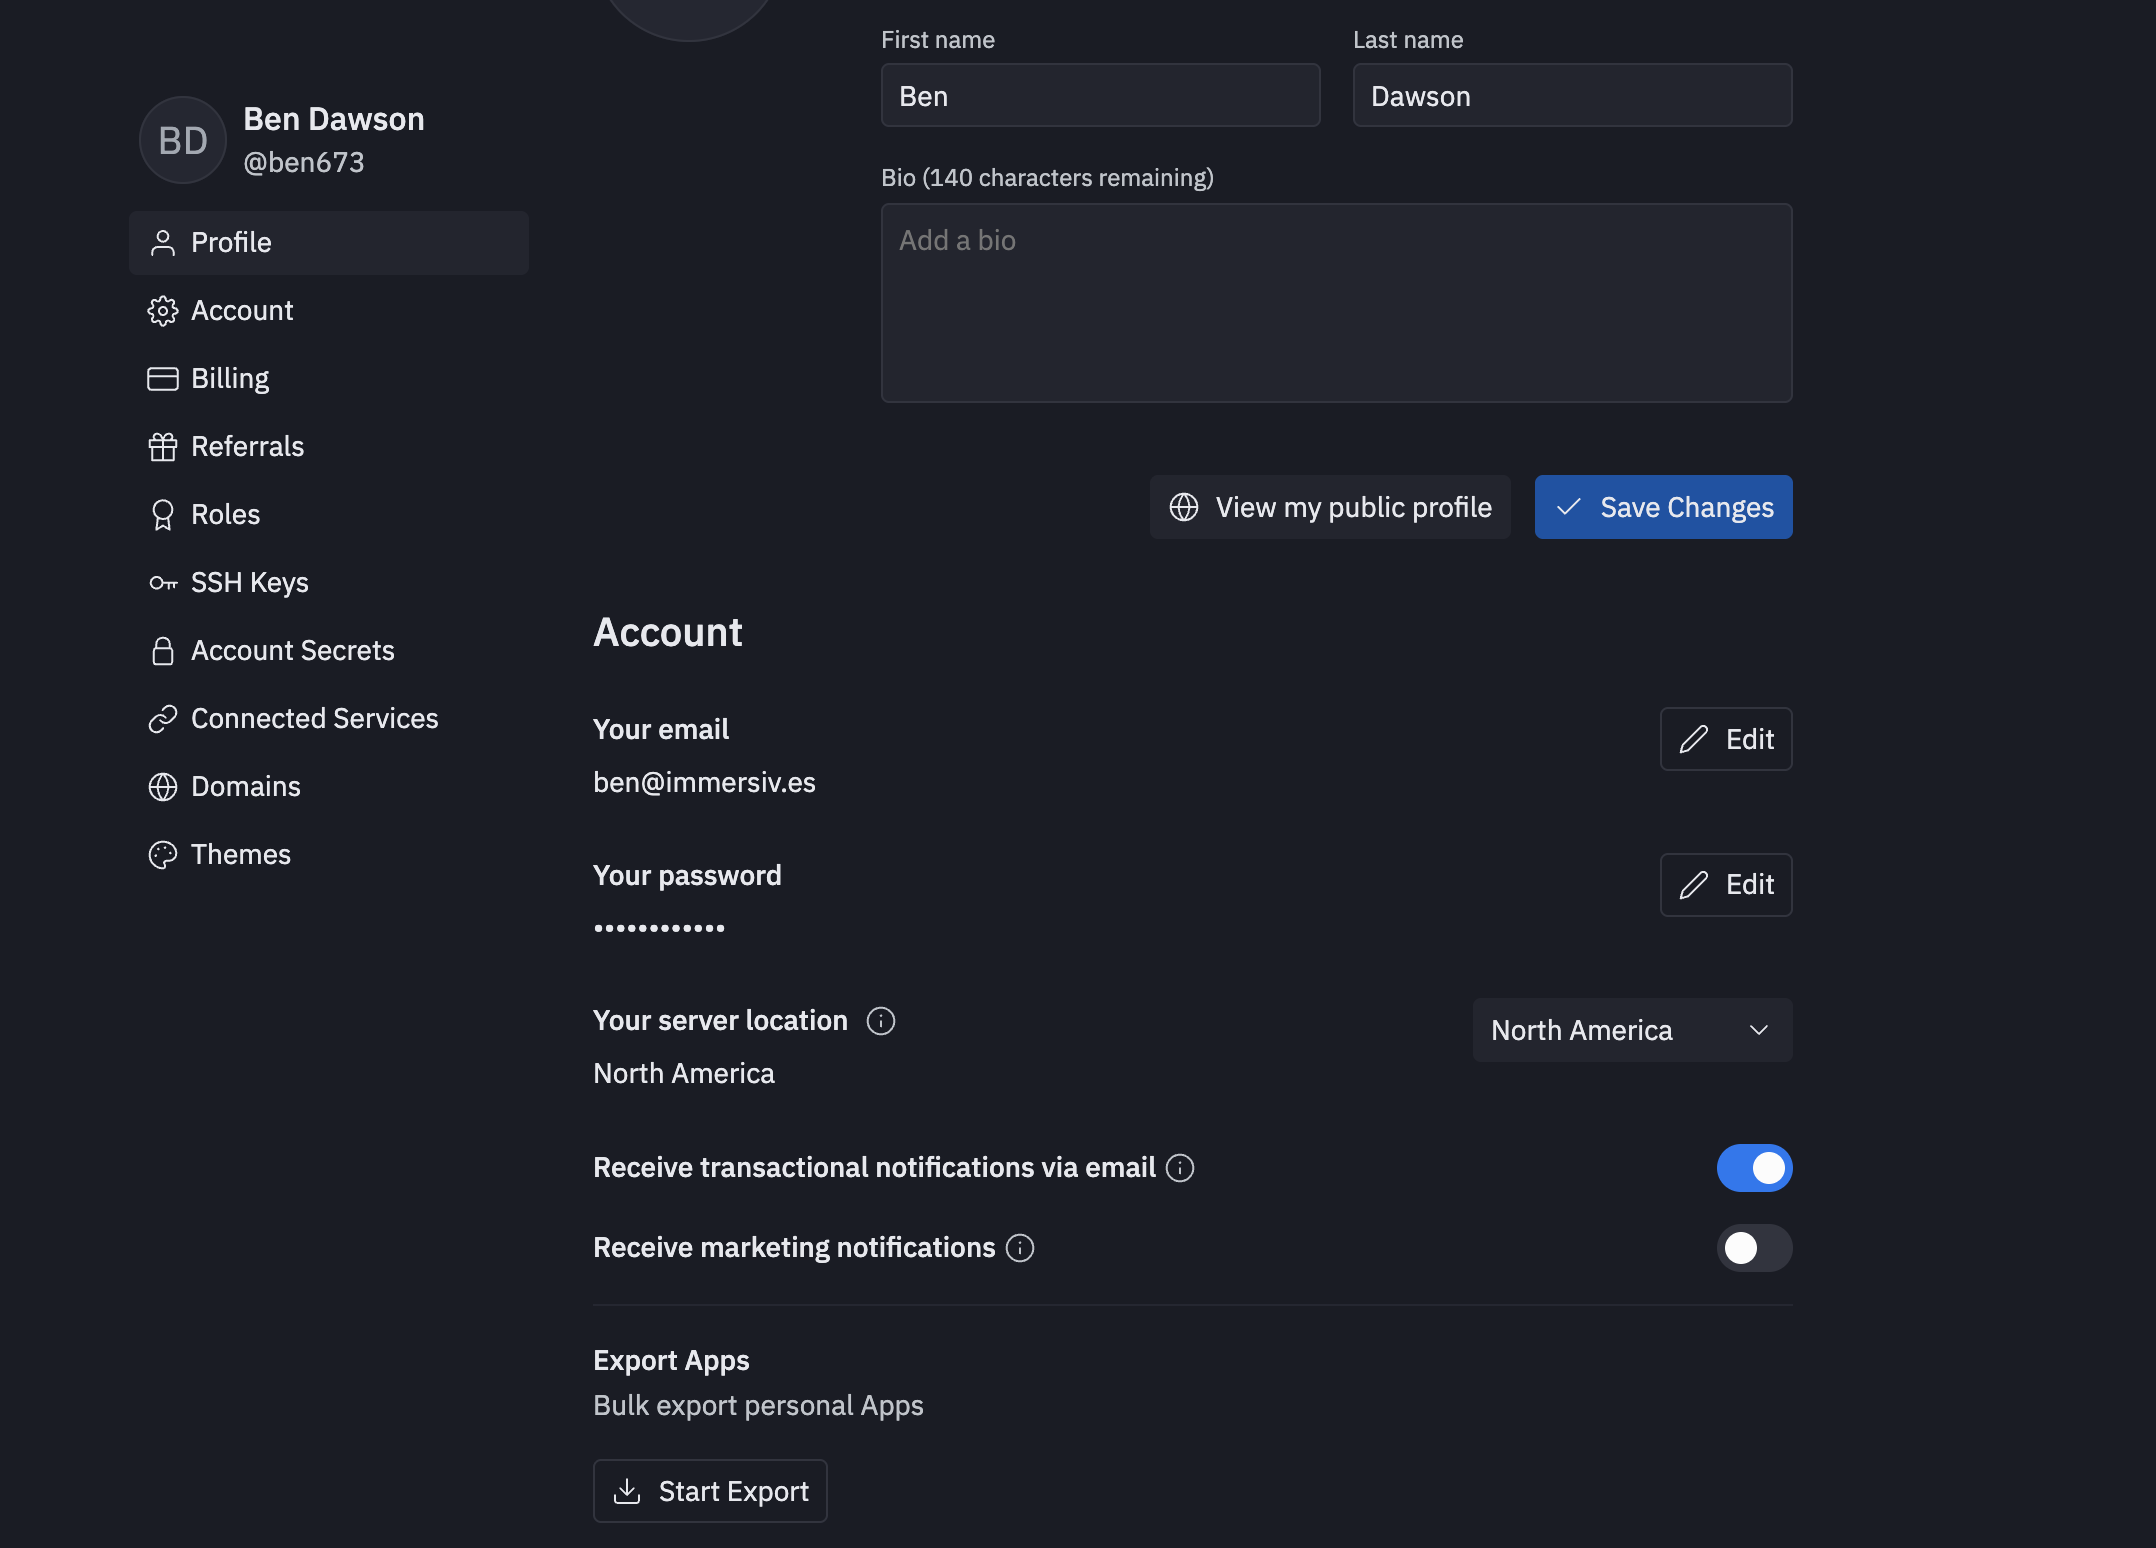 BD
Ben Dawson
@ben673
Profile
Account
Billing
Referrals
Roles
SSH Keys
Account Secrets
Connected Services
Domains
Themes
First name
Last name
Ben
Dawson
Bio (140 characters remaining)
Add a bio
View my public profile
Save Changes
Account
Your email
Edit
ben@immersiv.es
Your password
Edit
••••••••••••
Your server location
North America
North America
Receive transactional notifications via email
Receive marketing notifications
Export Apps
Bulk export personal Apps
Start Export